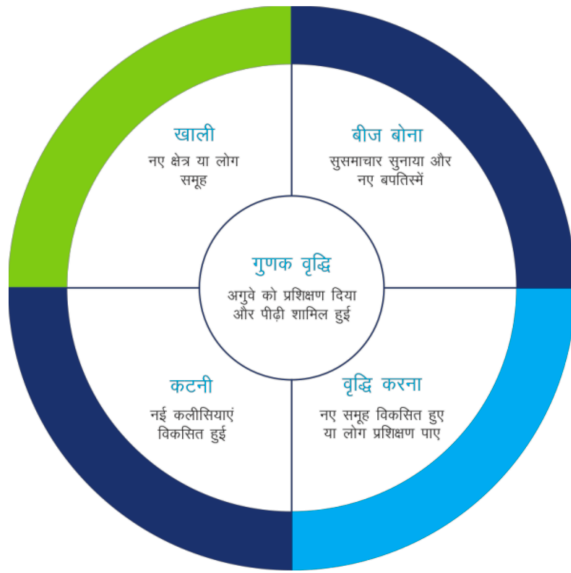 खाली
नए क्षेत्र या लोग
समूह
बीज बोना
सुसमाचार सुनाया और
नए बपतिस्में
गुणक वृद्धि
अगुवे को प्रशिक्षण दिया
और पीढ़ी शामिल हुई
कटनी
नई कलीसियाएं
विकसित हुई
वृद्धि करना
नए समूह विकसित हुए
या लोग प्रशिक्षण पाए